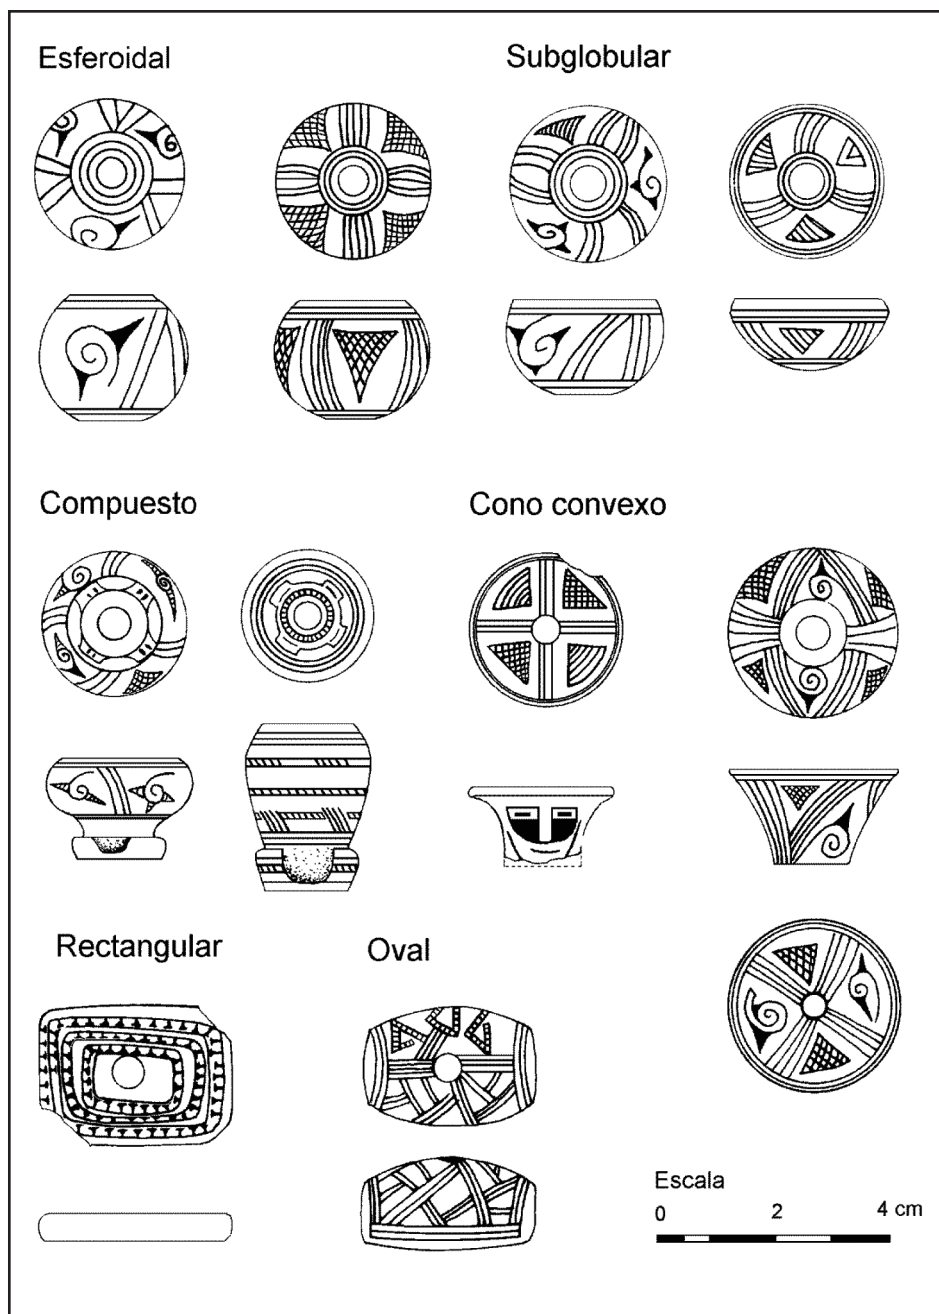 Esferoidal
Subglobular
Compuesto
Cono convexo
Rectangular
Oval
Escala
0 2 4 cm